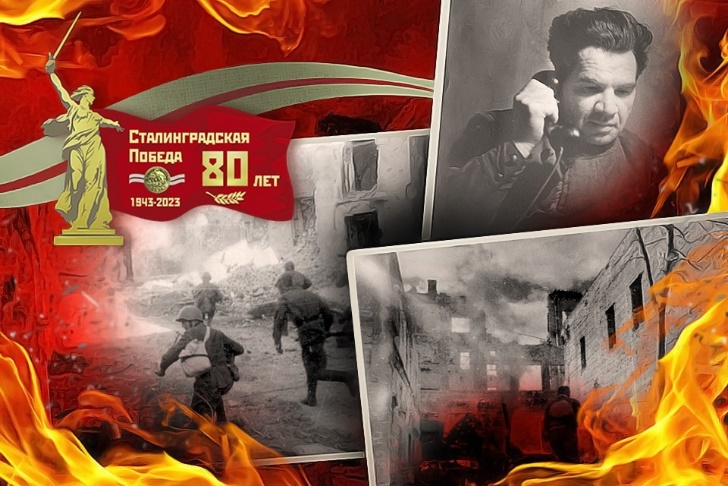 Сталинградская
Победа
80 лет
1943-2023